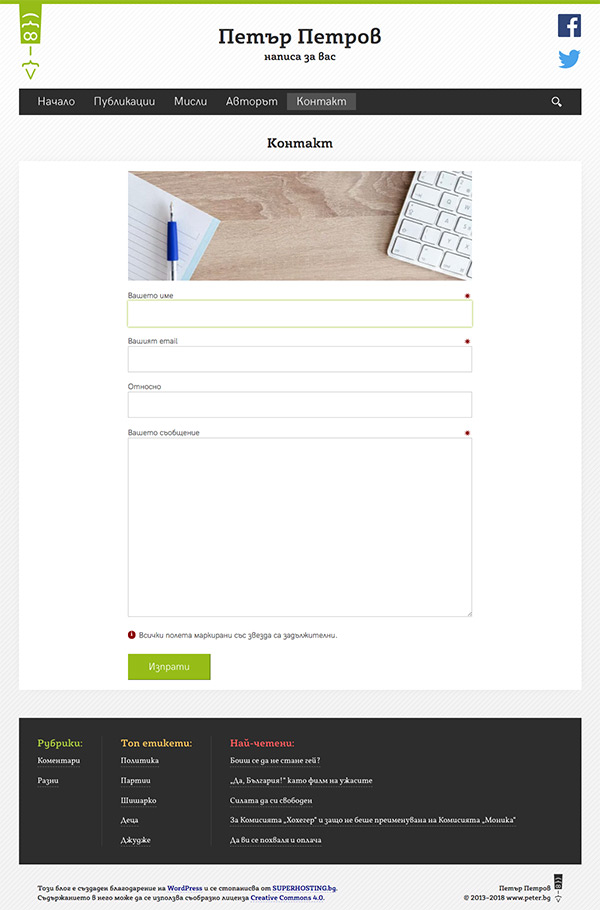 Петър Петров
написа за вас
Начало Публикации Мисли Авторът Контакт
Контакт
Вашето име
Вашият email
Относно
Вашето съобщение
Всички полета маркирани със звезда са задължителни.
Изпрати
Рубрики:
Коментари
Разни
Топ етикети:
Политика
Партии
Шишарко
Деца
Джудже
Най-четени:
Боиш се да не стане гей?
„Да, България!“ като филм на ужасите
Силата да си свободен
За Комисията „Хохегер“ и защо не беше преименувана на Комисията „Моника“
Да ви се похваля и оплача
Този блог е създаден благодарение на WordPress и се стопанисва от SUPERHOSTING.bg.
Съдържанието в него може да се използва съобразно лиценза Creative Commons 4.0.
Петър Петров
© 2013–2018 www.peter.bg